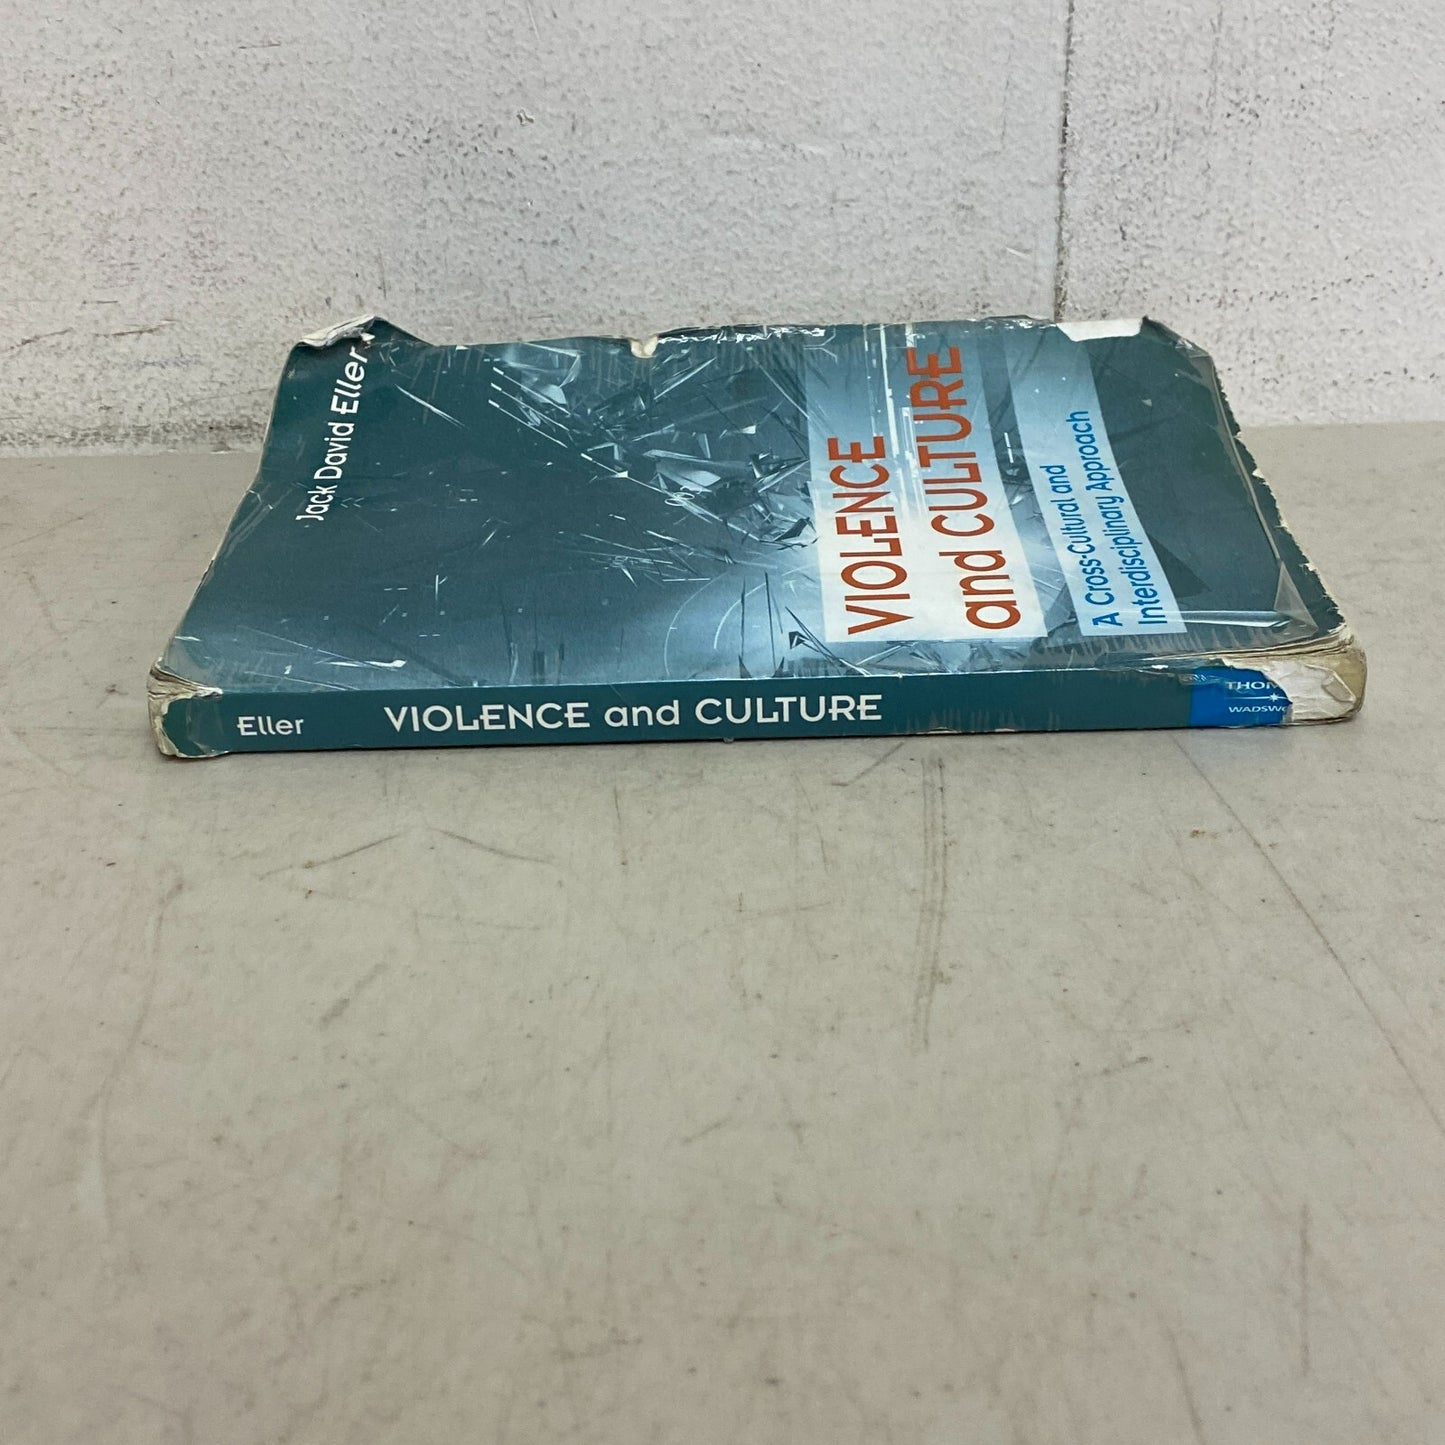 Jack David Eller
VIOLENCE
and CULTURE
A Cross-Cultural and
Interdisciplinary Approach
Eller VIOLENCE and CULTURE